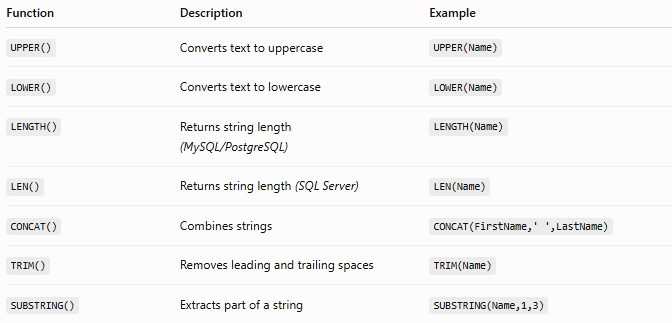 Function Description Example
UPPER() Converts text to uppercase UPPER(Name)
LOWER() Converts text to lowercase LOWER(Name)
LENGTH() Returns string length LENGTH(Name)
(MySQL/PostgreSQL)
LEN() Returns string length (SQL Server) LEN(Name)
CONCAT() Combines strings CONCAT(FirstName,' ',LastName)
TRIM() Removes leading and trailing spaces TRIM(Name)
SUBSTRING() Extracts part of a string SUBSTRING(Name,1,3)